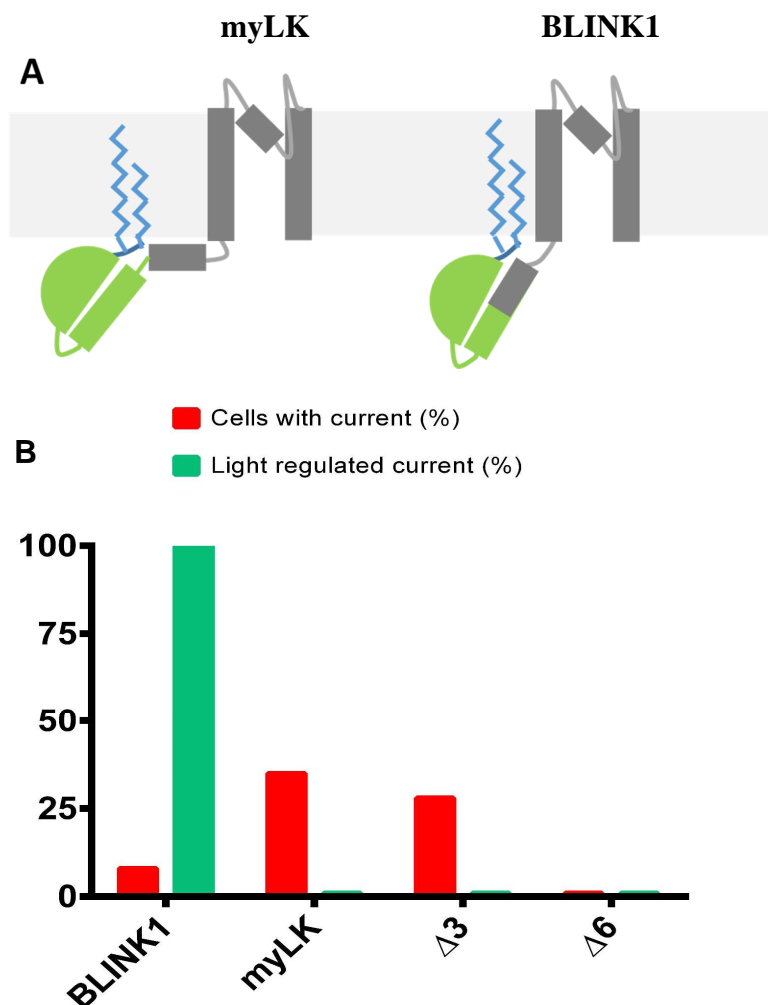 myLK BLINK1
A
Cells with current (%)
B
Light regulated current (%)
100
75
50
25
0
BLINK1 myLK Δ3 Δ6